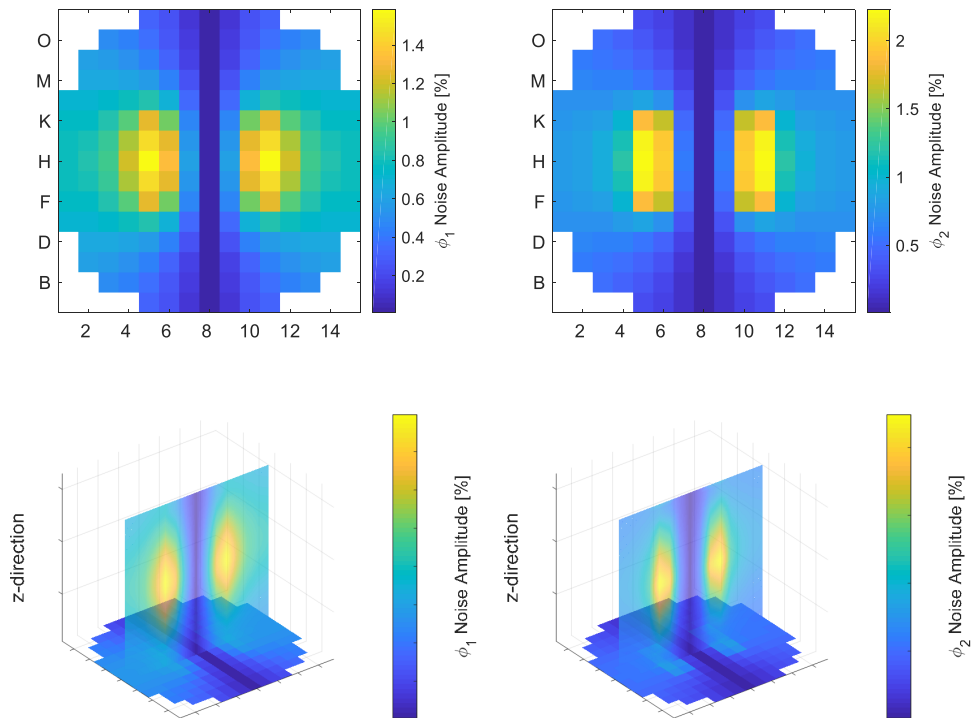 O
M
K
H
F
D
B
2 4 6 8 10 12 14
1.4
1.2
1
0.8
0.6
0.4
0.2
ϕ₁ Noise Amplitude [%]
O
M
K
H
F
D
B
2 4 6 8 10 12 14
2
1.5
1
0.5
ϕ₂ Noise Amplitude [%]
z-direction
ϕ₁ Noise Amplitude [%]
z-direction
ϕ₂ Noise Amplitude [%]